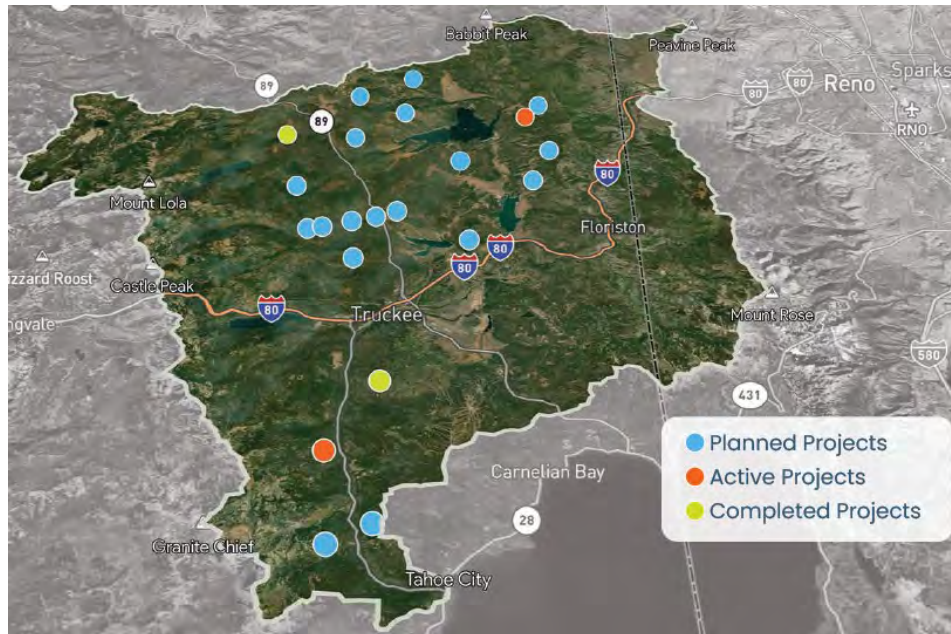 Babbit Peak
Peavine Peak
Sparks
89
80
80
Reno
89
RNO
80
Mount Lola
Floriston
80
izzard Roost
80
Castle Peak
80
ngvale
Truckee
Mount Rose
580
431
Planned Projects
Carnelian Bay
Active Projects
Completed Projects
28
Granite Chief
Tahoe City